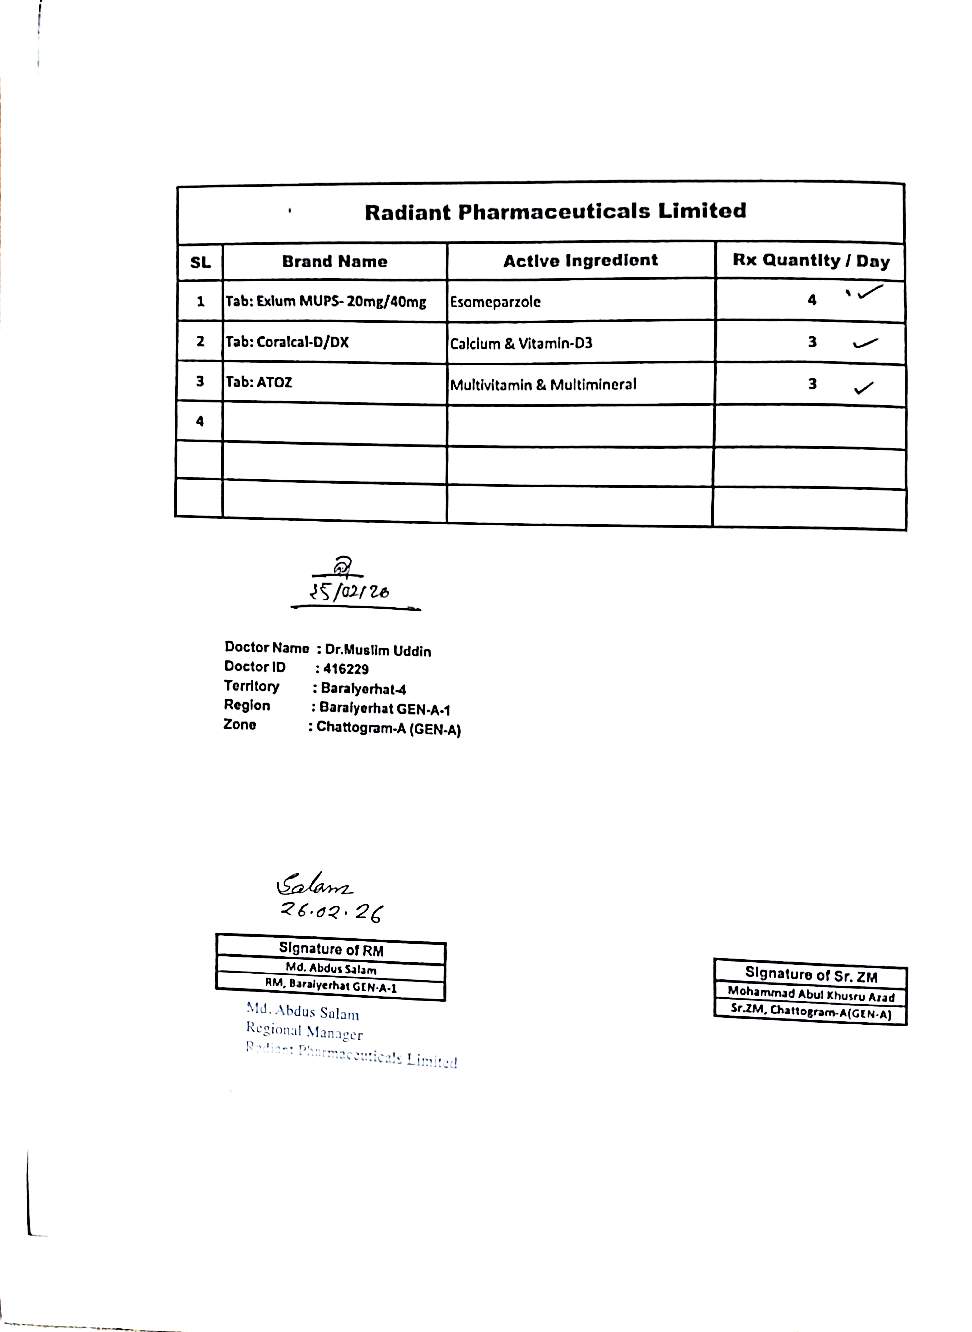 Radiant Pharmaceuticals Limited
SL Brand Name Active Ingredient Rx Quantity / Day
1 Tab: Exium MUPS- 20mg/40mg Esomeparzole 4
2 Tab: Coralcal-D/DX Calcium & Vitamin-D3 3
3 Tab: ATOZ Multivitamin & Multimineral 3
4
25/02/26
Doctor Name : Dr.Muslim Uddin
Doctor ID : 416229
Territory : Baraiyerhat-4
Region : Baraiyerhat GEN-A-1
Zone : Chattogram-A (GEN-A)
Salam
26.02.26
Signature of RM
Md. Abdus Salam
RM, Baraiyerhat GEN-A-1
Md. Abdus Salam
Regional Manager
Radiant Pharmaceuticals Limited
Signature of Sr. ZM
Mohammad Abul Khusru Azad
Sr.ZM, Chattogram-A(GEN-A)